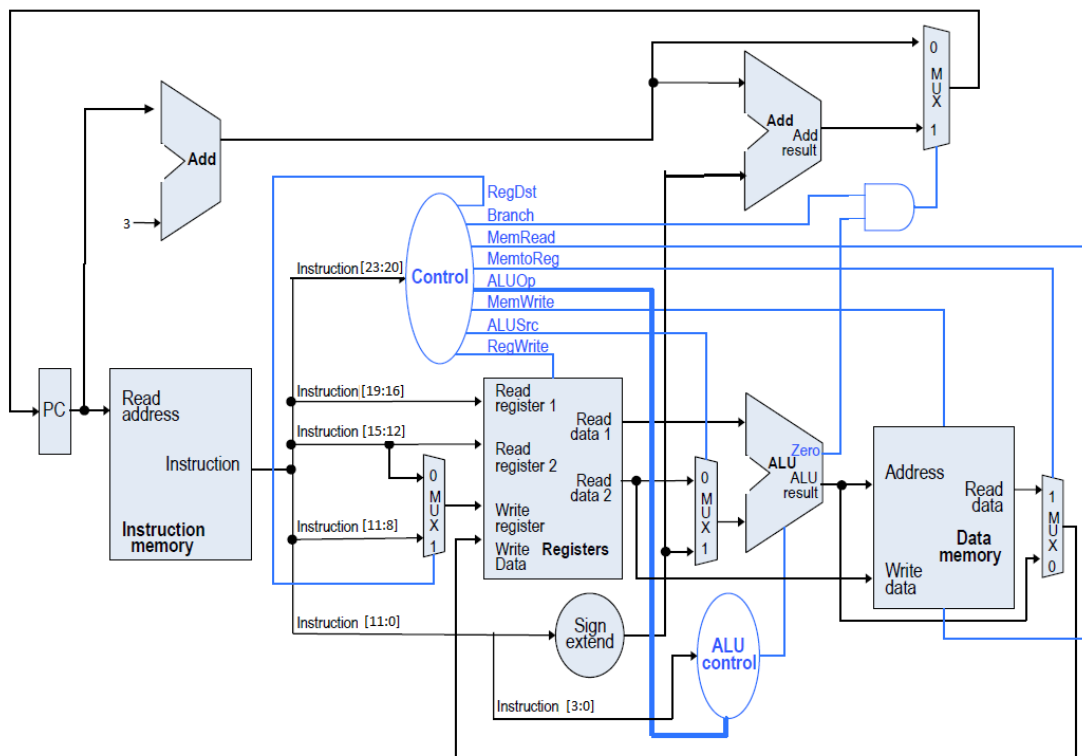 0
M
U
X
1
Add
Add
result
Add
3
RegDst
Branch
MemRead
MemtoReg
ALUOp
MemWrite
ALUSrc
RegWrite
Control
Instruction [23:20]
PC
Read
address
Instruction
Instruction
memory
Instruction [19:16]
Instruction [15:12]
Instruction [11:8]
0
M
U
X
1
Read
register 1
Read
register 2
Write
register
Write
Data
Read
data 1
Read
data 2
Registers
0
M
U
X
1
Zero
ALU
ALU
result
Address
Read
data
Data
memory
Write
data
1
M
U
X
0
Instruction [11:0]
Sign
extend
ALU
control
Instruction [3:0]